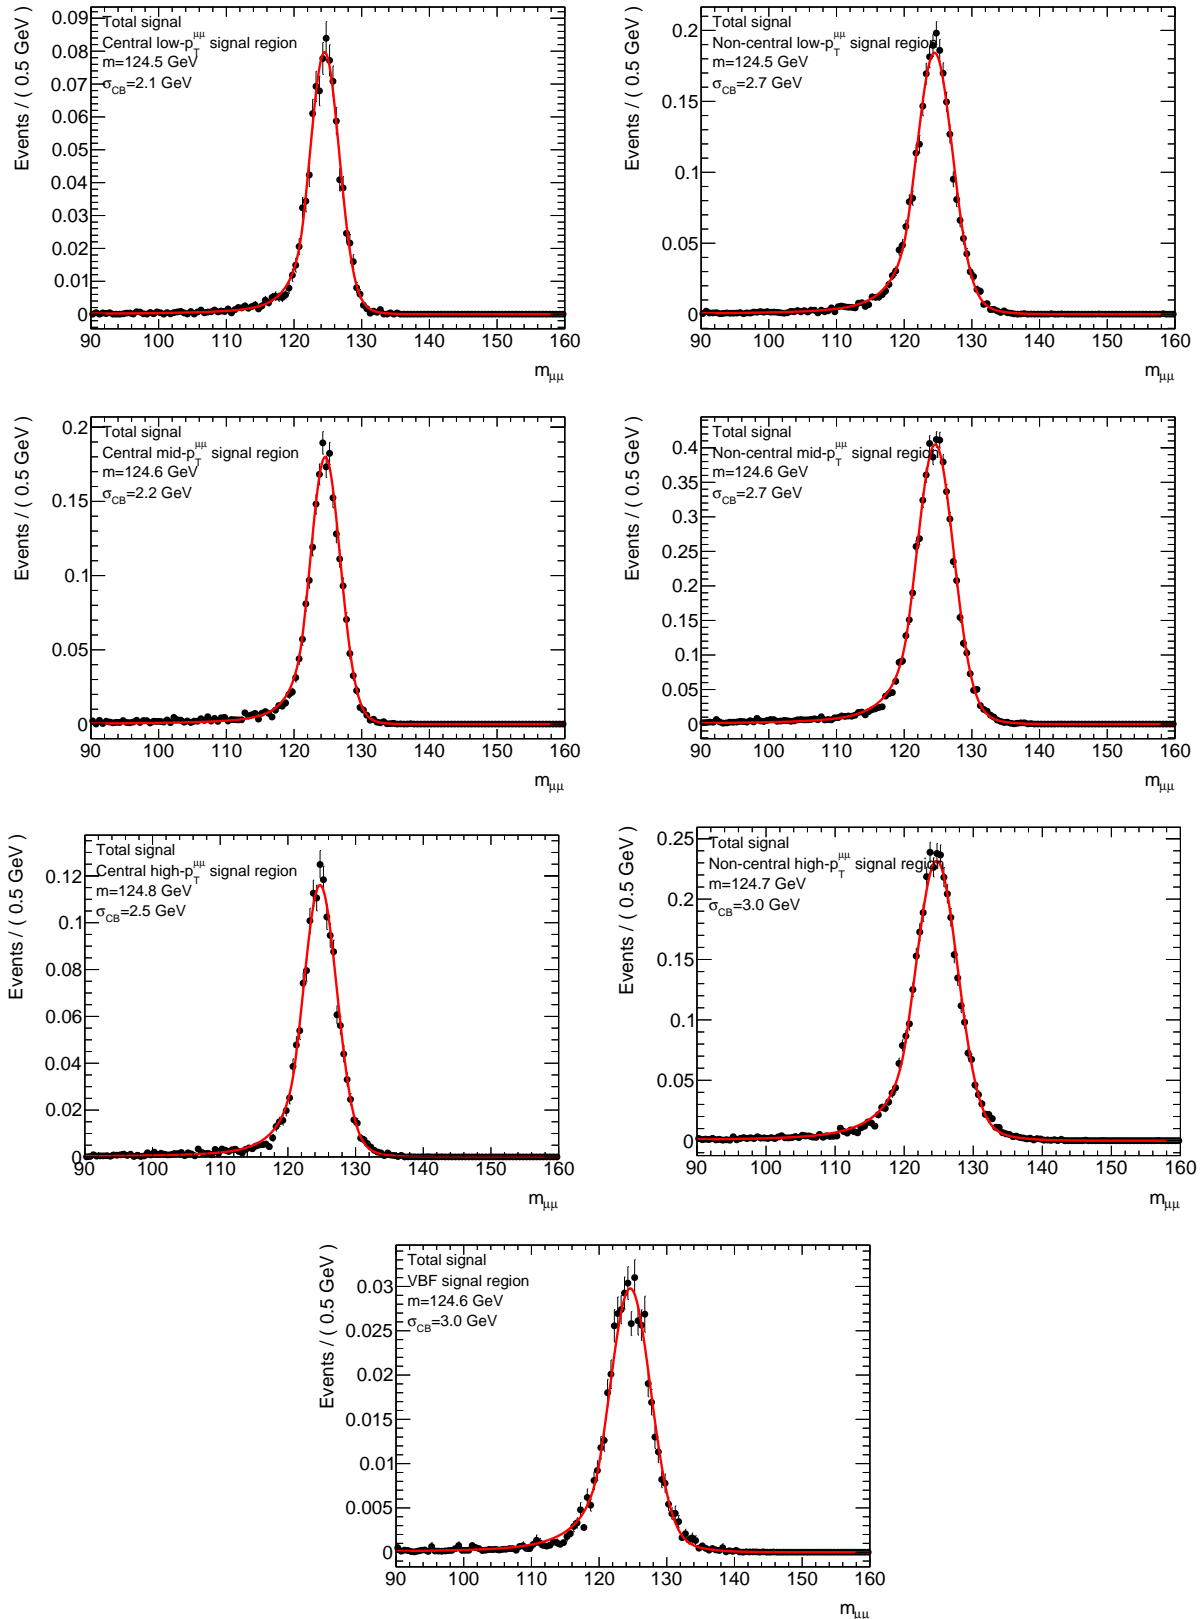 Events / ( 0.5 GeV )
0.09
0.08
0.07
0.06
0.05
0.04
0.03
0.02
0.01
0
Total signal
Central low-p_T^μμ signal region
m=124.5 GeV
σ_CB=2.1 GeV
90 100 110 120 130 140 150 160
m_μμ
Events / ( 0.5 GeV )
0.2
0.15
0.1
0.05
0
Total signal
Non-central low-p_T^μμ signal region
m=124.5 GeV
σ_CB=2.7 GeV
90 100 110 120 130 140 150 160
m_μμ
Events / ( 0.5 GeV )
0.2
0.15
0.1
0.05
0
Total signal
Central mid-p_T^μμ signal region
m=124.6 GeV
σ_CB=2.2 GeV
90 100 110 120 130 140 150 160
m_μμ
Events / ( 0.5 GeV )
0.4
0.35
0.3
0.25
0.2
0.15
0.1
0.05
0
Total signal
Non-central mid-p_T^μμ signal region
m=124.6 GeV
σ_CB=2.7 GeV
90 100 110 120 130 140 150 160
m_μμ
Events / ( 0.5 GeV )
0.12
0.1
0.08
0.06
0.04
0.02
0
Total signal
Central high-p_T^μμ signal region
m=124.8 GeV
σ_CB=2.5 GeV
90 100 110 120 130 140 150 160
m_μμ
Events / ( 0.5 GeV )
0.25
0.2
0.15
0.1
0.05
0
Total signal
Non-central high-p_T^μμ signal region
m=124.7 GeV
σ_CB=3.0 GeV
90 100 110 120 130 140 150 160
m_μμ
Events / ( 0.5 GeV )
0.03
0.025
0.02
0.015
0.01
0.005
0
Total signal
VBF signal region
m=124.6 GeV
σ_CB=3.0 GeV
90 100 110 120 130 140 150 160
m_μμ